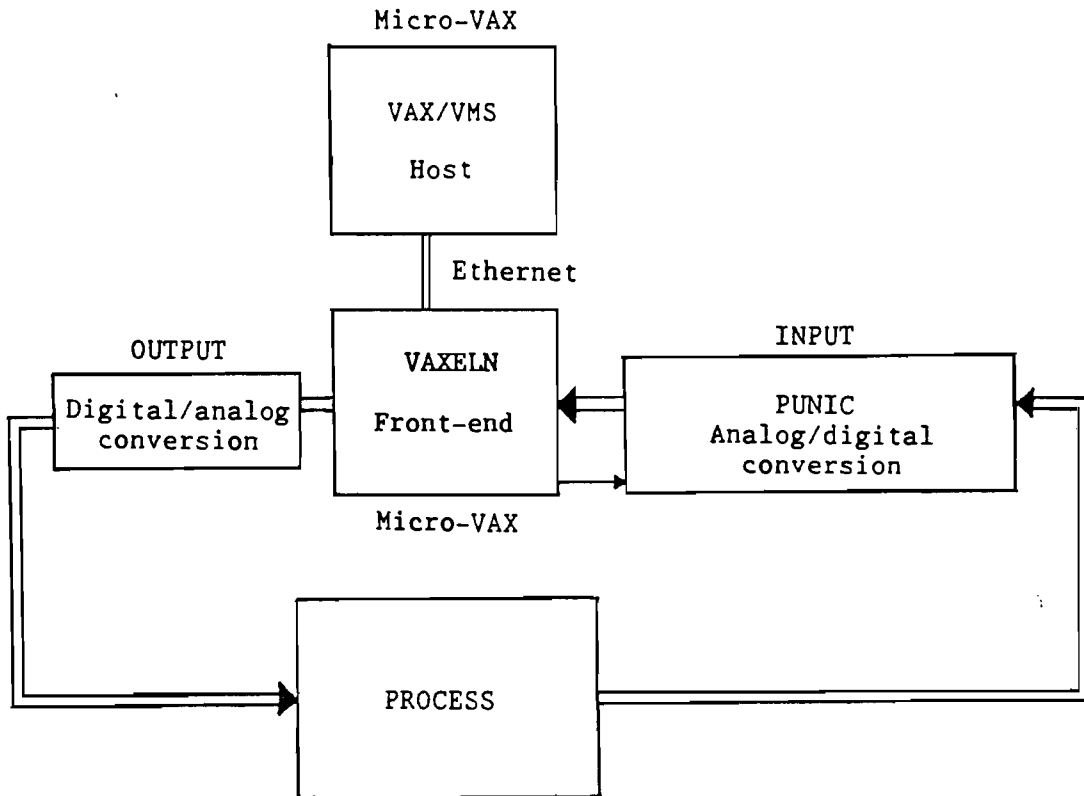 Micro-VAX
VAX/VMS
Host
Ethernet
OUTPUT
Digital/analog
conversion
VAXELN
Front-end
Micro-VAX
INPUT
PUNIC
Analog/digital
conversion
PROCESS